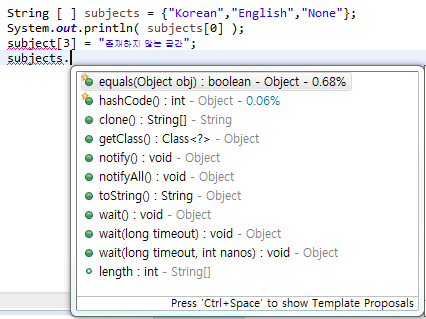 String [ ] subjects = {"Korean","English","None"};
System.out.println( subjects[0] );
subject[3] = "존재하지 않는 공간";
subjects.
equals(Object obj) : boolean - Object - 0.68%
hashCode() : int - Object - 0.06%
clone() : String[] - String
getClass() : Class<?> - Object
notify() : void - Object
notifyAll() : void - Object
toString() : String - Object
wait() : void - Object
wait(long timeout) : void - Object
wait(long timeout, int nanos) : void - Object
length : int - String[]
Press 'Ctrl+Space' to show Template Proposals